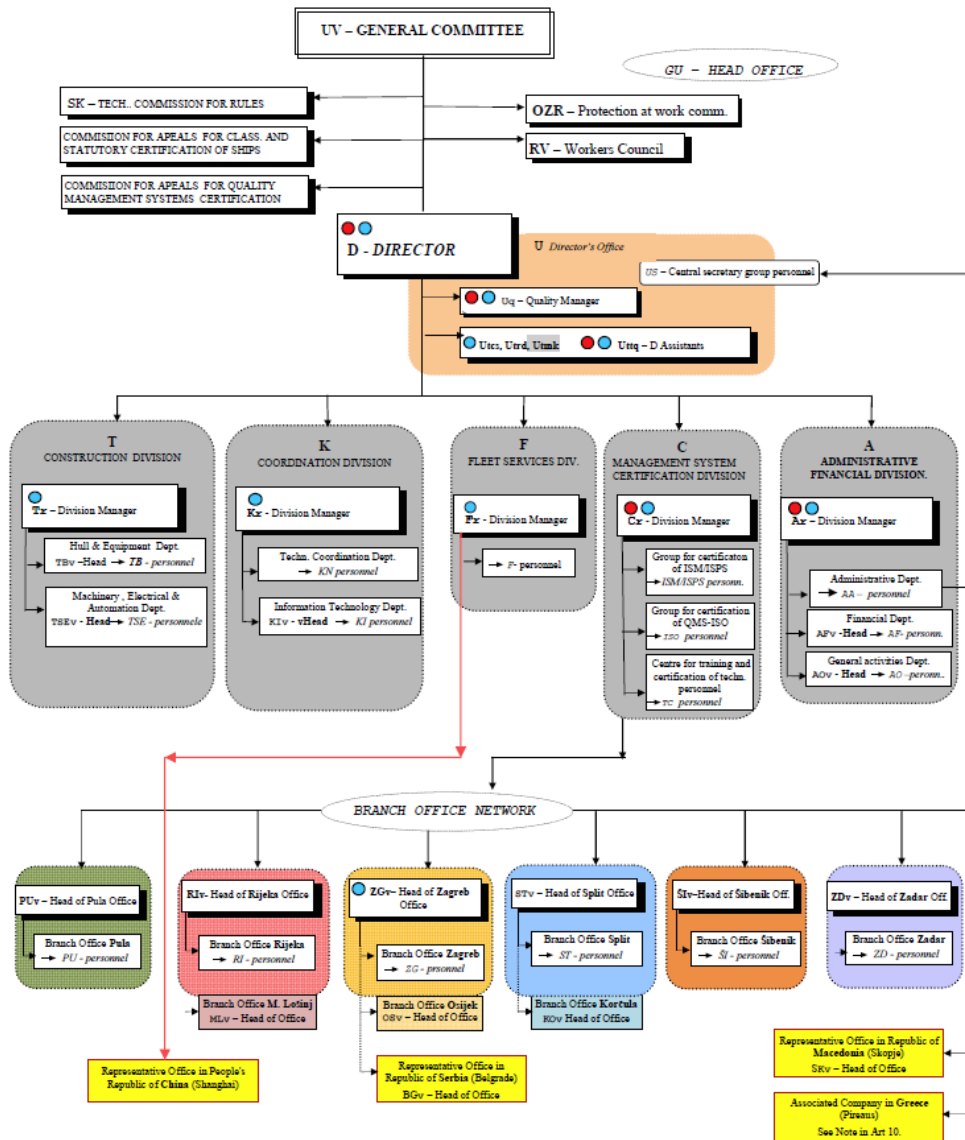 UV – GENERAL COMMITTEE
GU – HEAD OFFICE
SK – TECH.. COMMISSION FOR RULES
OZR – Protection at work comm.
COMMISIION FOR APEALS FOR CLASS. AND
STATUTORY CERTIFICATION OF SHIPS
RV – Workers Council
COMMISIION FOR APEALS FOR QUALITY
MANAGEMENT SYSTEMS CERTIFICATION
D - DIRECTOR
U Director's Office
US – Central secretary group personnel
Uq – Quality Manager
Utcs, Utrd, Utmk
Uttq – D Assistants
T
CONSTRUCTION DIVISION
Tx – Division Manager
Hull & Equipment Dept.
TBv –Head → TB - personnel
Machinery , Electrical &
Automation Dept.
TSEv - Head → TSE - personnele
K
COORDINATION DIVISION
Kx - Division Manager
Techn. Coordination Dept.
→ KN personnel
Information Technology Dept.
KIv - vHead → KI personnel
F
FLEET SERVICES DIV.
Fx - Division Manager
→ F- personnel
C
MANAGEMENT SYSTEM
CERTIFICATION DIVISION
Cx – Division Manager
Group for certificaton
of ISM/ISPS
→ ISM/ISPS personn.
Group for certification
of QMS-ISO
→ ISO personnel
Centre for training and
certification of techn.
personnel
→ TC personnel
A
ADMINISTRATIVE
FINANCIAL DIVISION.
Ax – Division Manager
Administrative Dept.
→ AA – personnel
Financial Dept.
AFv -Head → AF- personn.
General activities Dept.
AOv - Head → AO –peronn..
BRANCH OFFICE NETWORK
PUv – Head of Pula Office
Branch Office Pula
PU - personnel
RIv- Head of Rijeka Office
Branch Office Rijeka
RI - personnel
Branch Office M. Lošinj
MLv – Head of Office
ZGv– Head of Zagreb
Office
Branch Office Zagreb
→ ZG - prsonnel
Branch Office Osijek
OSv – Head of Office
STv – Head of Split Office
Branch Office Split
ST - personnel
Branch Office Korčula
KOv Head of Office
ŠIv–Head of Šibenik Off.
Branch Office Šibenik
ŠI - personnel
ZDv – Head of Zadar Off.
Branch Office Zadar
ZD – personnel
Representative Office in People's
Republic of China (Shanghai)
Representative Office in
Republic of Serbia (Belgrade)
BGv – Head of Office
Representative Office in Republic of
Macedonia (Skopje)
SKv – Head of Office
Associated Company in Greece
(Pireaus)
See Note in Art 10.